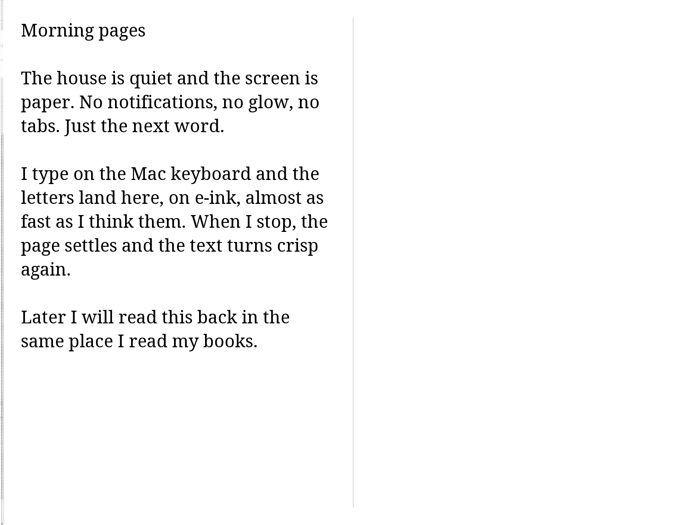 Morning pages
The house is quiet and the screen is
paper. No notifications, no glow, no
tabs. Just the next word.
I type on the Mac keyboard and the
letters land here, on e-ink, almost as
fast as I think them. When I stop, the
page settles and the text turns crisp
again.
Later I will read this back in the
same place I read my books.